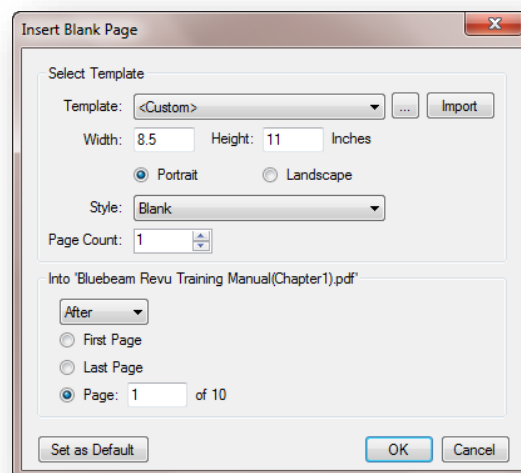 Insert Blank Page
Select Template
Template: <Custom> ... Import
Width: 8.5 Height: 11 Inches
Portrait Landscape
Style: Blank
Page Count: 1
Into 'Bluebeam Revu Training Manual(Chapter1).pdf'
After
First Page
Last Page
Page: 1 of 10
Set as Default OK Cancel